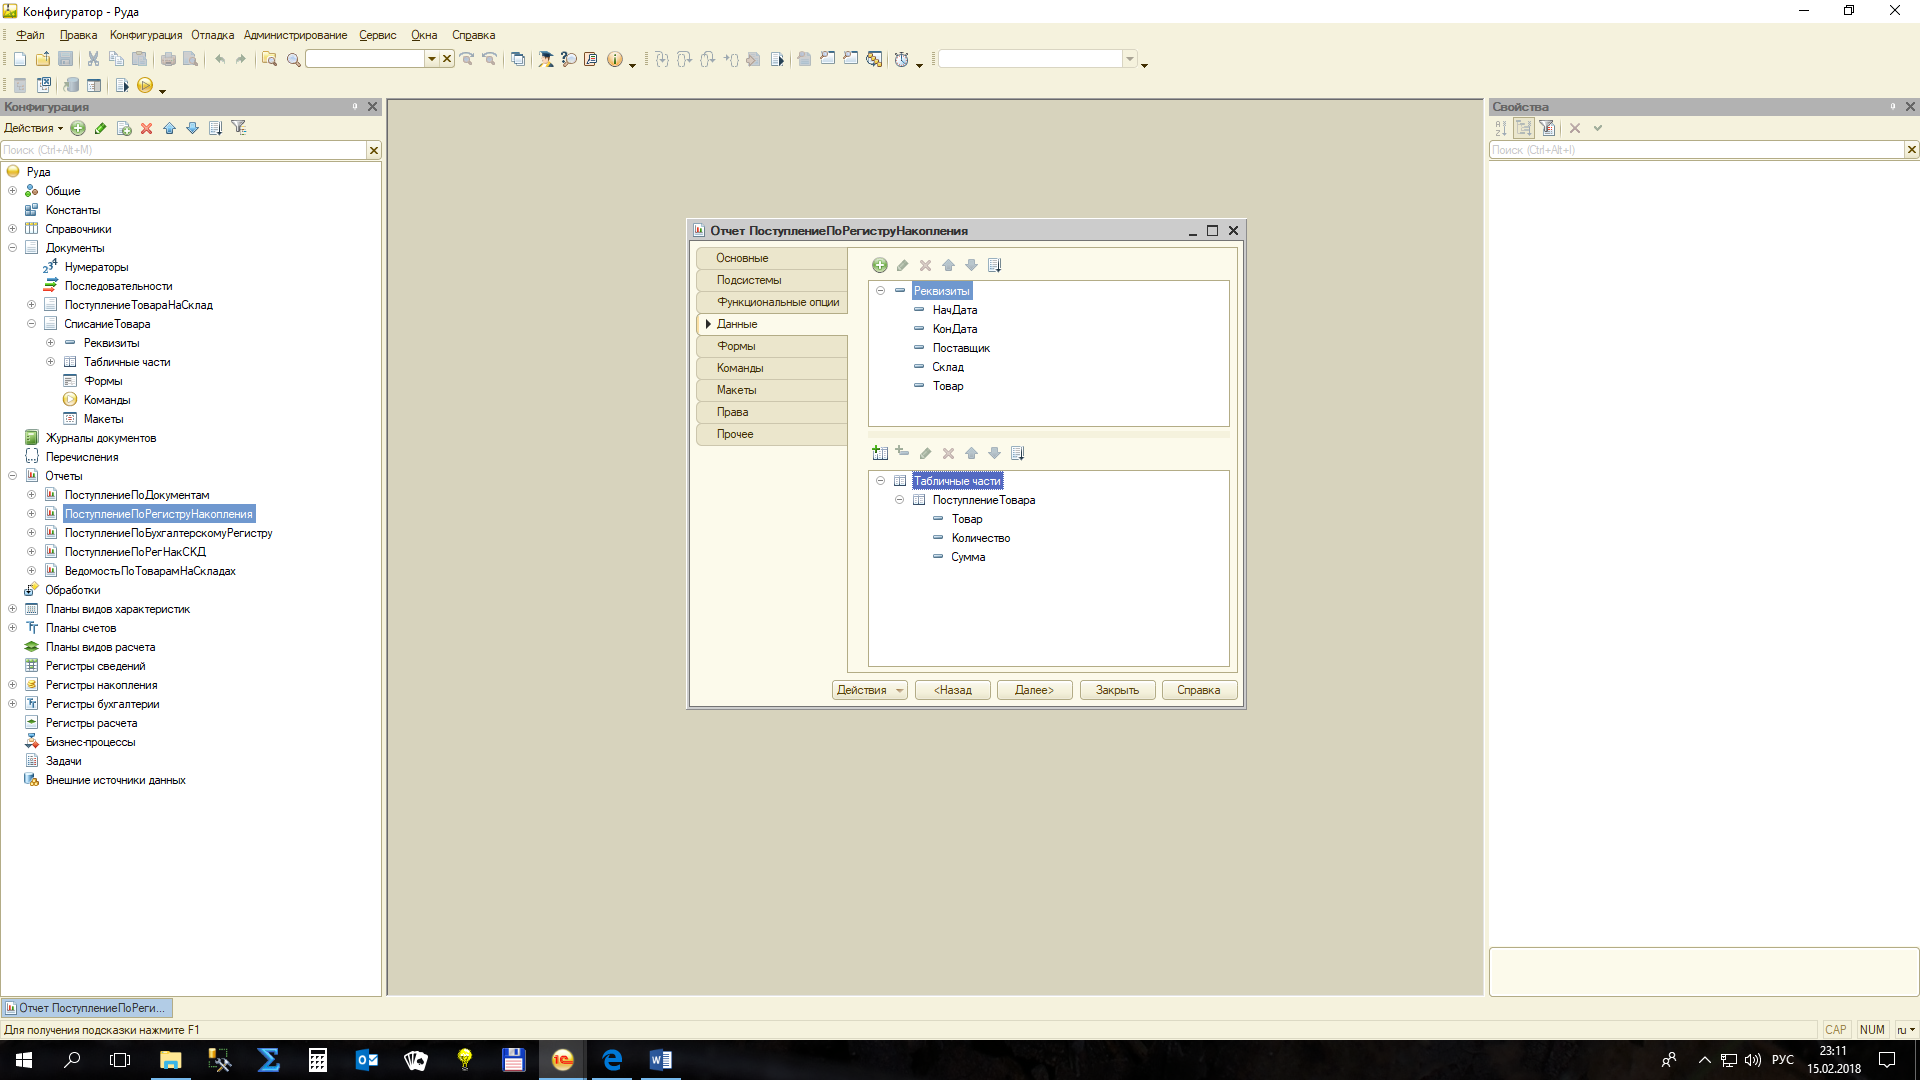 Конфигуратор - Руда
Файл Правка Конфигурация Отладка Администрирование Сервис Окна Справка
Конфигурация
Действия
Поиск (Ctrl+Alt+M)
Руда
Общие
Константы
Справочники
Документы
Нумераторы
Последовательности
ПоступлениеТовараНаСклад
СписаниеТовара
Реквизиты
Табличные части
Формы
Команды
Макеты
Журналы документов
Перечисления
Отчеты
ПоступлениеПоДокументам
ПоступлениеПоРегиструНакопления
ПоступлениеПоБухгалтерскомуРегистру
ПоступлениеПоРегНакСКД
ВедомостьПоТоварамНаСкладах
Обработки
Планы видов характеристик
Планы счетов
Планы видов расчета
Регистры сведений
Регистры накопления
Регистры бухгалтерии
Регистры расчета
Бизнес-процессы
Задачи
Внешние источники данных
Отчет ПоступлениеПоРегиструНакопления
Основные
Подсистемы
Функциональные опции
Данные
Формы
Команды
Макеты
Права
Прочее
Реквизиты
НачДата
КонДата
Поставщик
Склад
Товар
Табличные части
ПоступлениеТовара
Товар
Количество
Сумма
Действия <Назад Далее> Закрыть Справка
Свойства
Поиск (Ctrl+Alt+I)
Отчет ПоступлениеПоРеги...
Для получения подсказки нажмите F1
CAP NUM ru
РУС
23:11
15.02.2018